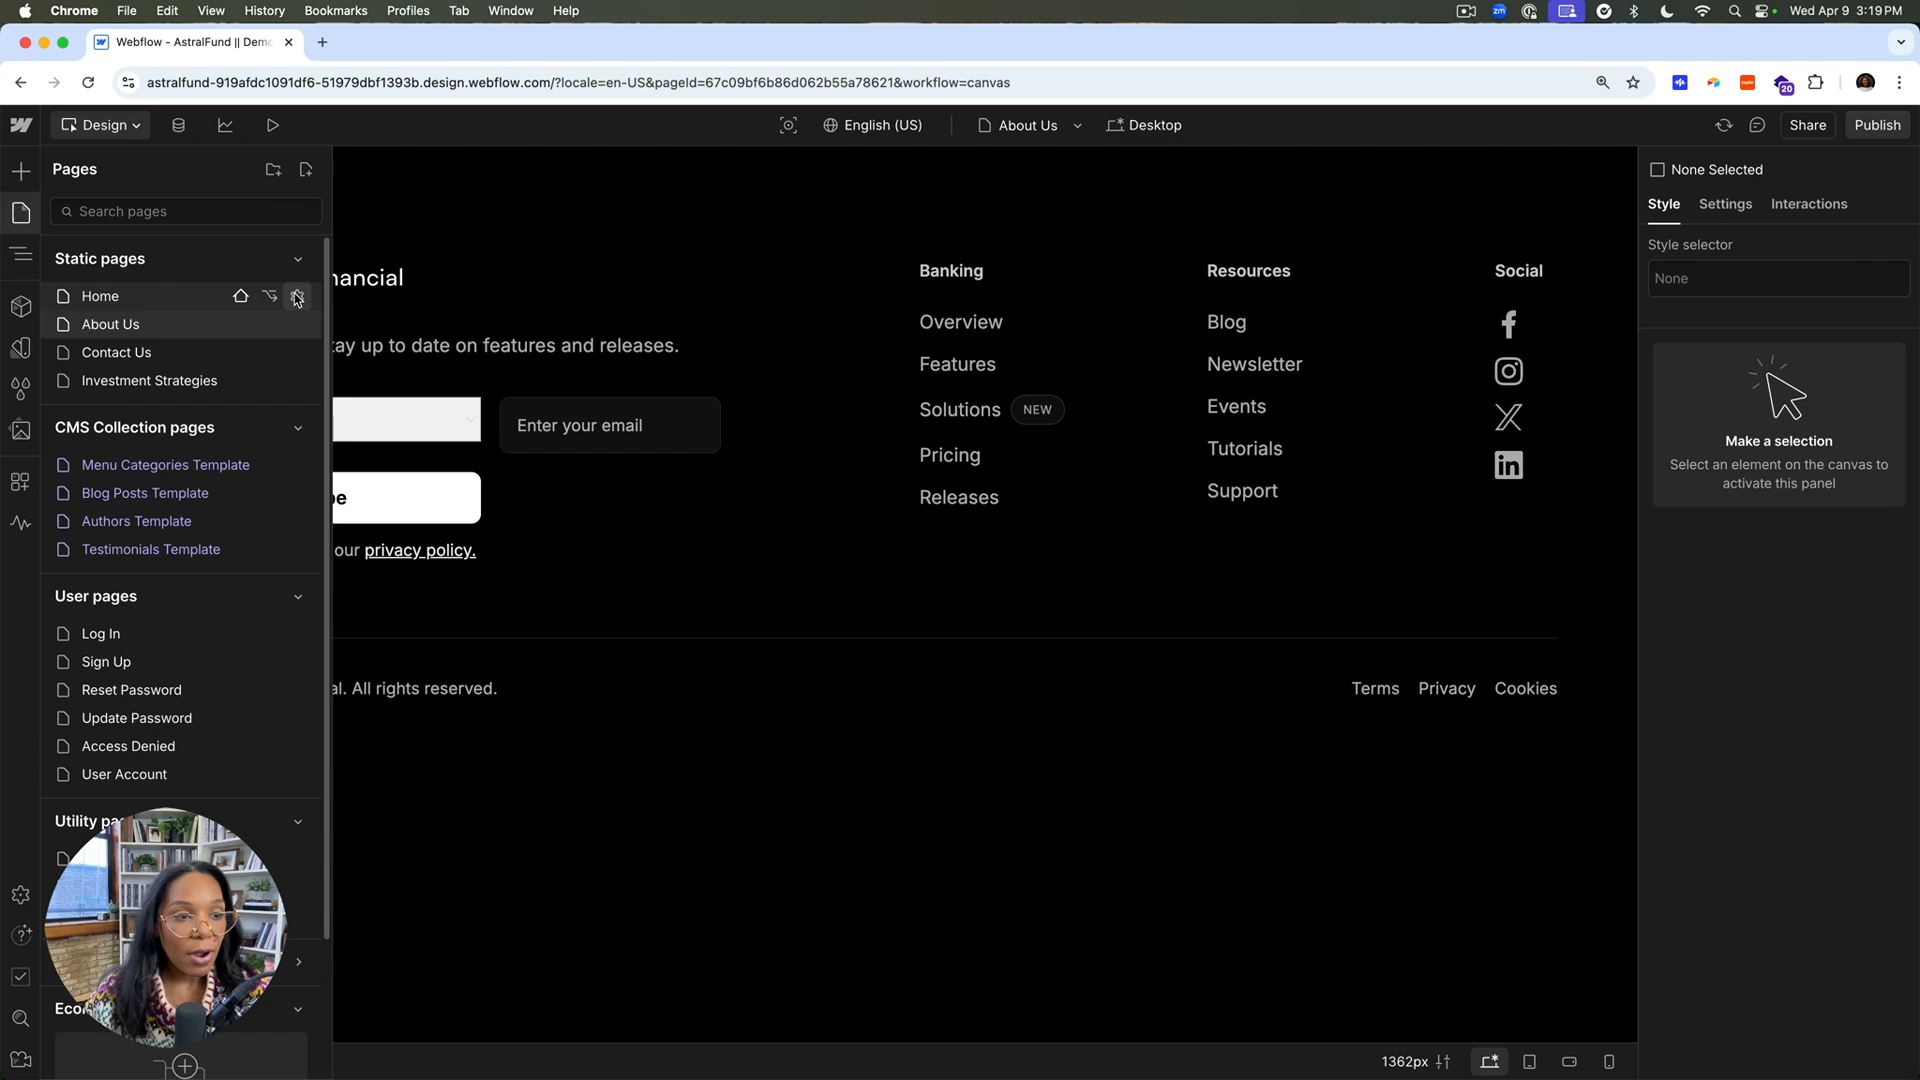 Chrome File Edit View History Bookmarks Profiles Tab Window Help
zm
Wed Apr 9 3:19 PM
Webflow - AstralFund || Demo
astralfund-919afdc1091df6-51979dbf1393b.design.webflow.com/?locale=en-US&pageId=67c09bf6b86d062b55a78621&workflow=canvas
20
Design
English (US)
About Us
Desktop
Share
Publish
Pages
Search pages
Static pages
Home
About Us
Contact Us
Investment Strategies
CMS Collection pages
Menu Categories Template
Blog Posts Template
Authors Template
Testimonials Template
User pages
Log In
Sign Up
Reset Password
Update Password
Access Denied
User Account
Utility pa
Eco
nancial
tay up to date on features and releases.
Enter your email
be
our privacy policy.
Banking
Overview
Features
Solutions NEW
Pricing
Releases
Resources
Blog
Newsletter
Events
Tutorials
Support
Social
al. All rights reserved.
Terms Privacy Cookies
None Selected
Style Settings Interactions
Style selector
None
Make a selection
Select an element on the canvas to
activate this panel
1362px